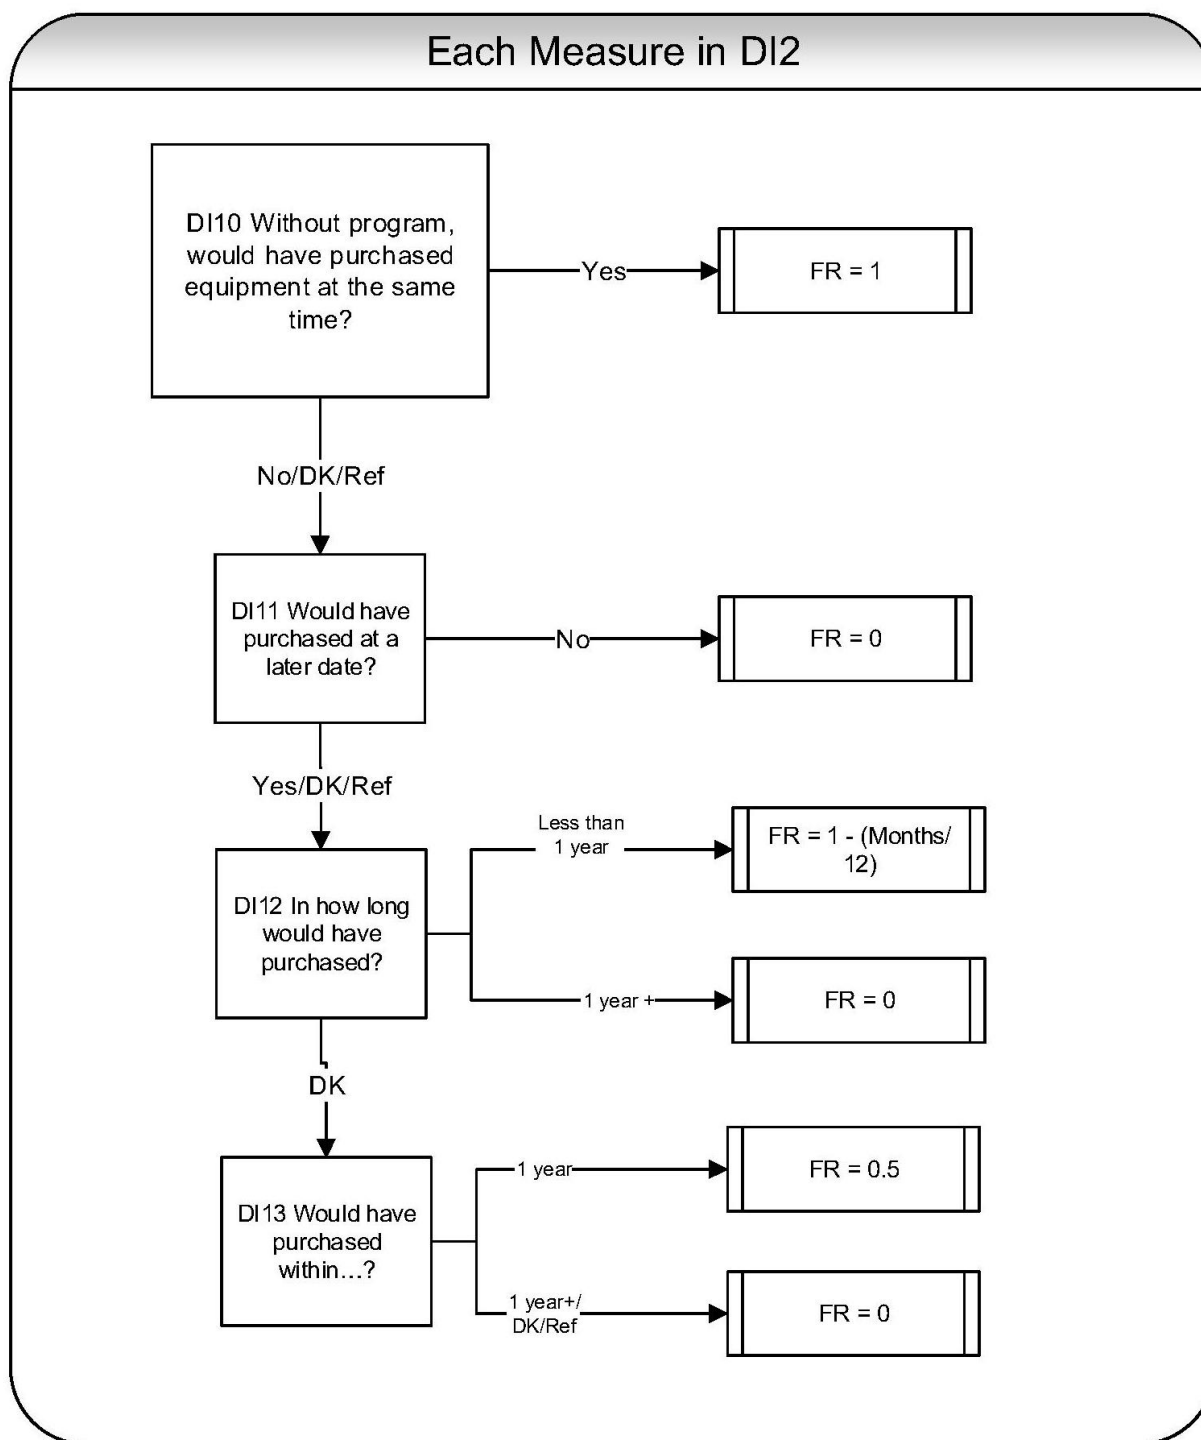 Each Measure in DI2
DI10 Without program,
would have purchased
equipment at the same
time?
Yes
FR = 1
No/DK/Ref
DI11 Would have
purchased at a
later date?
No
FR = 0
Yes/DK/Ref
DI12 In how long
would have
purchased?
Less than
1 year
FR = 1 - (Months/
12)
1 year +
FR = 0
DK
DI13 Would have
purchased
within...?
1 year
FR = 0.5
1 year+/
DK/Ref
FR = 0